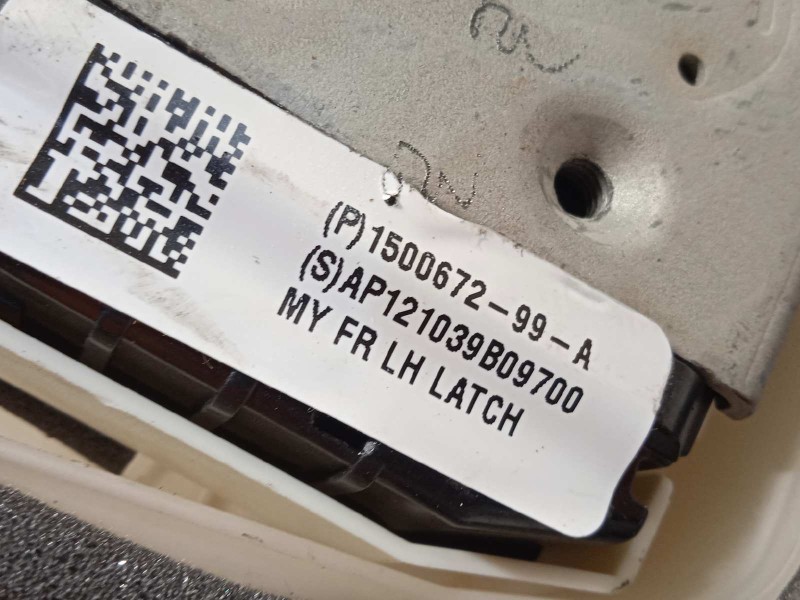 (P)1500672-99-A
(S)AP121039B09700
MY FR LH LATCH